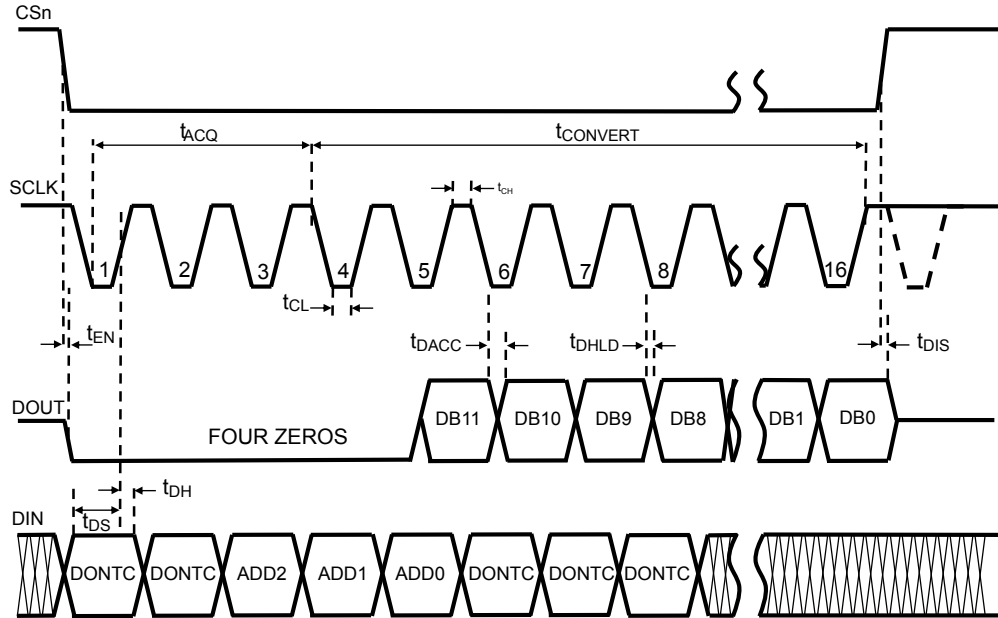 CSn
tACQ tCONVERT
SCLK
tCH
1 2 3 4 5 6 7 8 16
tCL
tEN tDACC tDHLD tDIS
DOUT
DB11 DB10 DB9 DB8 DB1 DB0
FOUR ZEROS
tDH
DIN
tDS
DONTC DONTC ADD2 ADD1 ADD0 DONTC DONTC DONTC